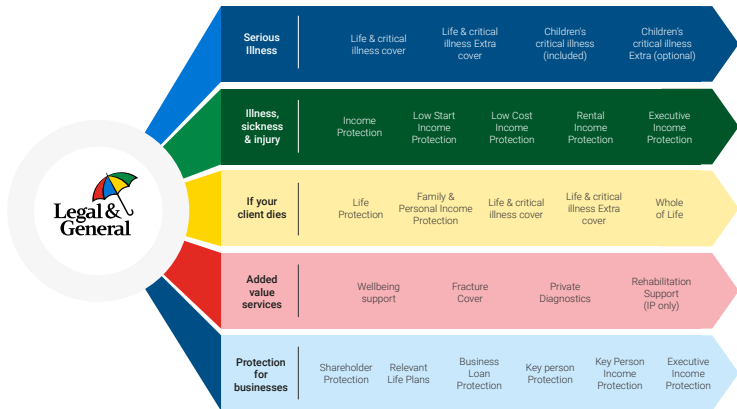 Legal &
General
Serious
Illness
Life & critical
illness cover
Life & critical
illness Extra
cover
Children's
critical illness
(included)
Children's
critical illness
Extra (optional)
Illness,
sickness
& injury
Income
Protection
Low Start
Income
Protection
Low Cost
Income
Protection
Rental
Income
Protection
Executive
Income
Protection
If your
client dies
Life
Protection
Family &
Personal Income
Protection
Life & critical
illness cover
Life & critical
illness Extra
cover
Whole
of Life
Added
value
services
Wellbeing
support
Fracture
Cover
Private
Diagnostics
Rehabilitation
Support
(IP only)
Protection
for
businesses
Shareholder
Protection
Relevant
Life Plans
Business
Loan
Protection
Key person
Protection
Key Person
Income
Protection
Executive
Income
Protection